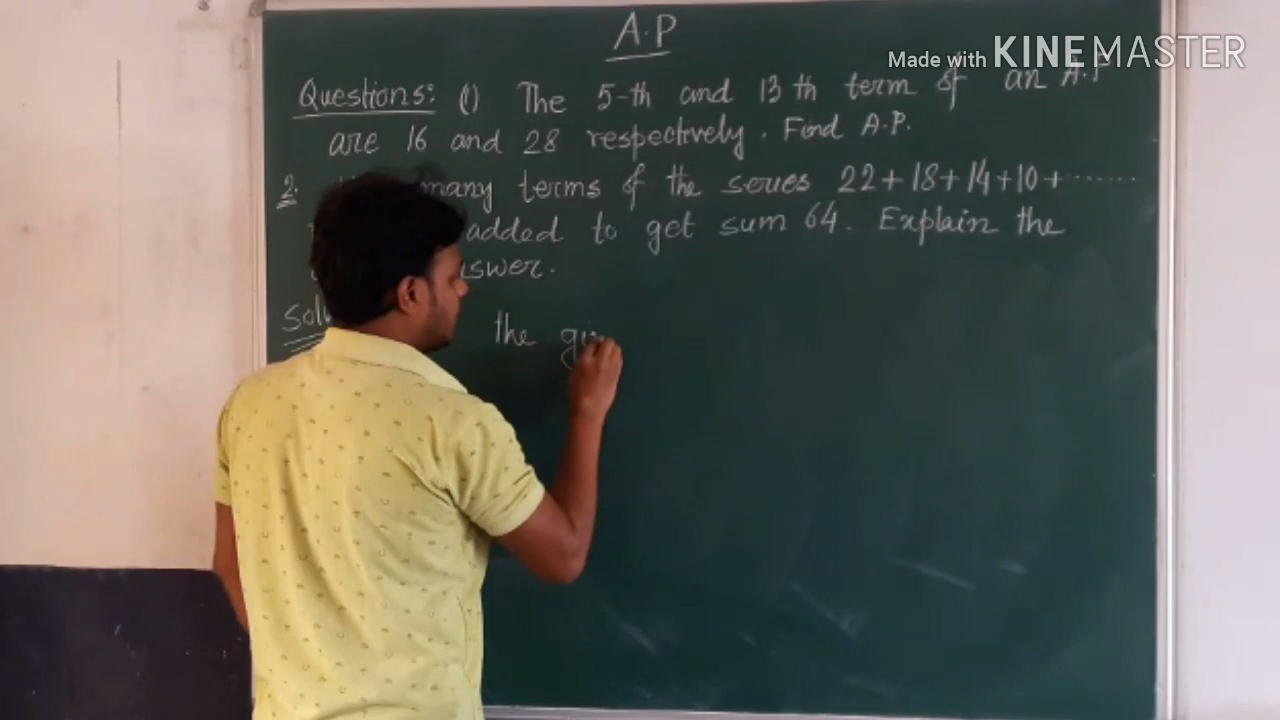 A.P
Made with KINEMASTER
Questions: (1) The 5-th and 13 th term of an A.P
are 16 and 28 respectively. Find A.P.
2. many terms of the series 22+18+14+10+.......
added to get sum 64. Explain the
answer.
the